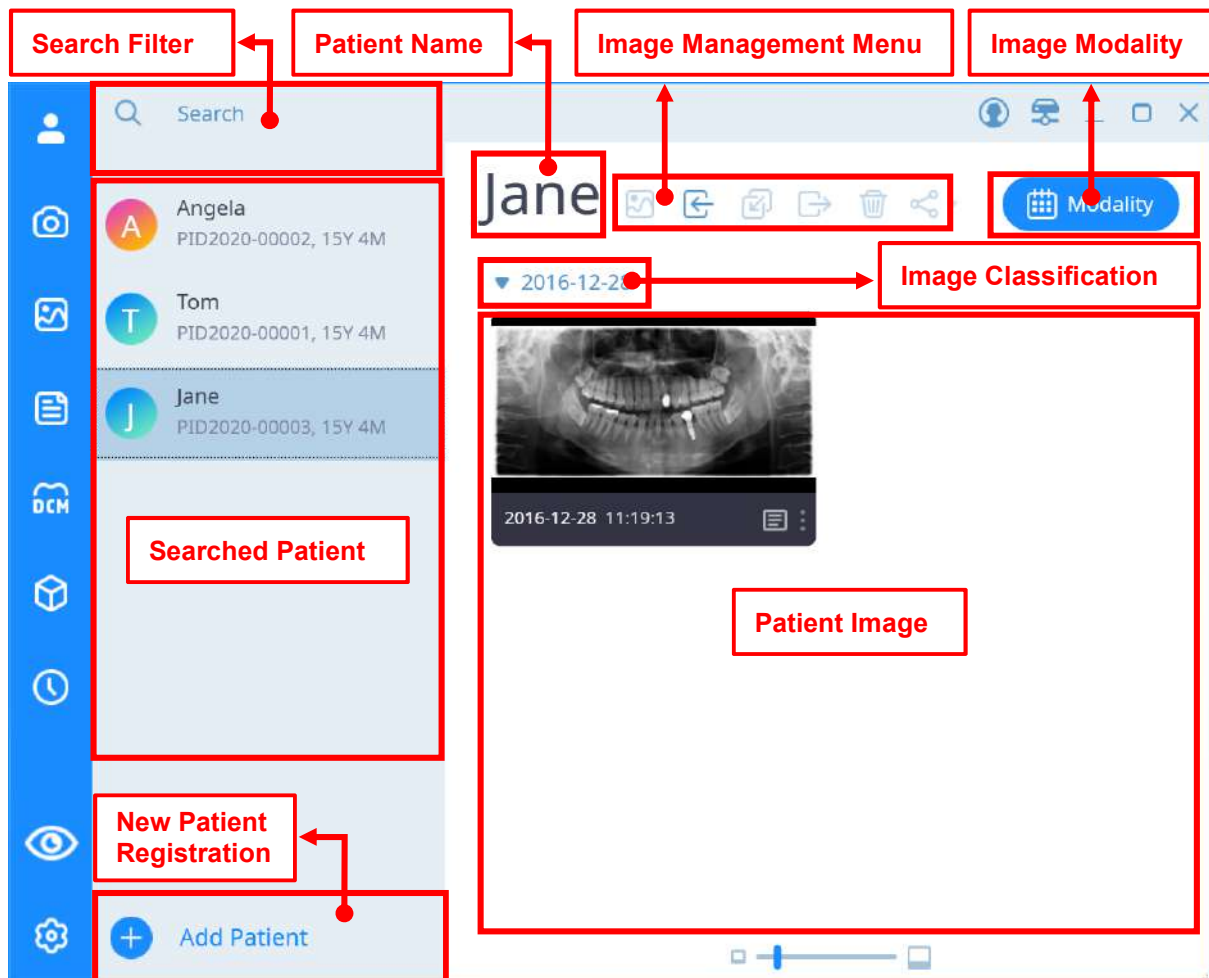 Search Filter
Patient Name
Image Management Menu
Image Modality
Search
Jane
Modality
Angela
PID2020-00002, 15Y 4M
Tom
PID2020-00001, 15Y 4M
Jane
PID2020-00003, 15Y 4M
2016-12-28
Image Classification
2016-12-28 11:19:13
DCM
Searched Patient
Patient Image
New Patient
Registration
Add Patient
A
T
J